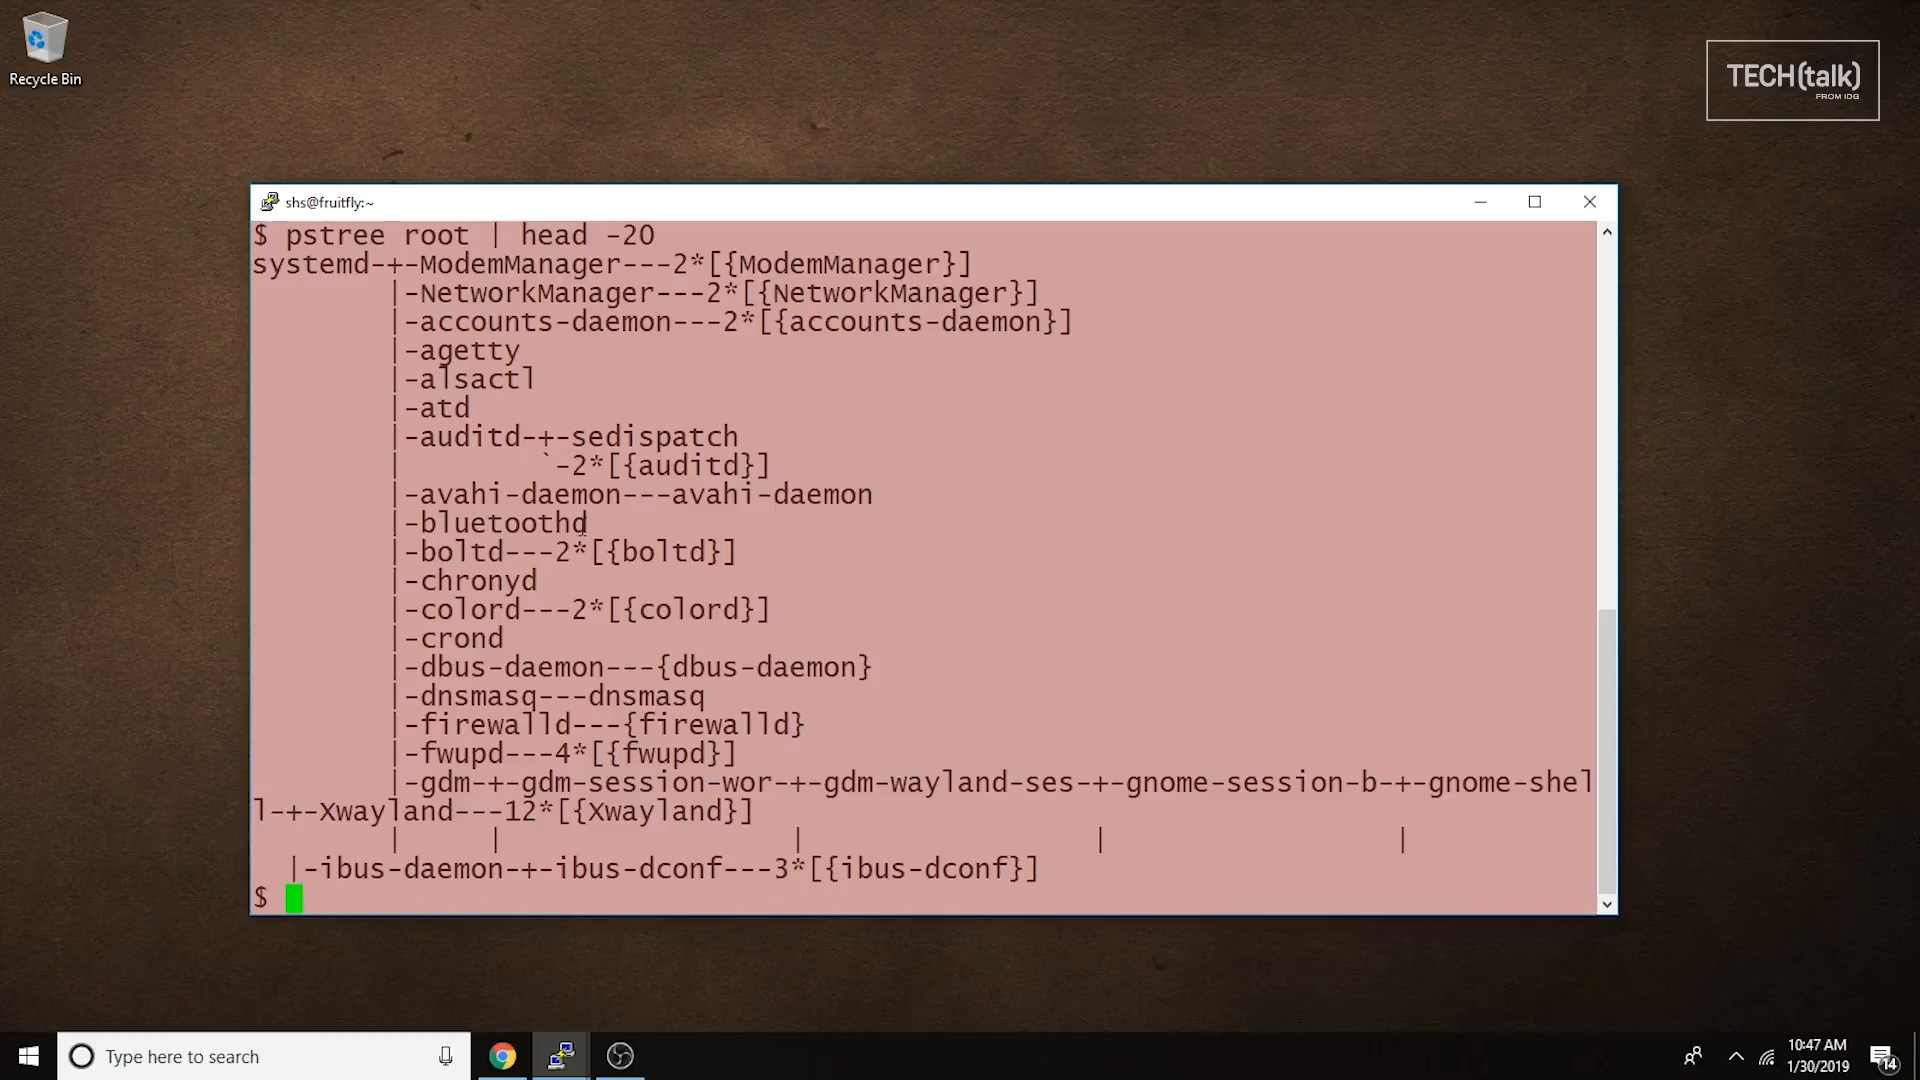 Recycle Bin
TECH(talk)
FROM IDG
shs@fruitfly:~
$ pstree root | head -20
systemd-+-ModemManager---2*[{ModemManager}]
        |-NetworkManager---2*[{NetworkManager}]
        |-accounts-daemon---2*[{accounts-daemon}]
        |-agetty
        |-alsactl
        |-atd
        |-auditd-+-sedispatch
        |        `-2*[{auditd}]
        |-avahi-daemon---avahi-daemon
        |-bluetoothd
        |-boltd---2*[{boltd}]
        |-chronyd
        |-colord---2*[{colord}]
        |-crond
        |-dbus-daemon---{dbus-daemon}
        |-dnsmasq---dnsmasq
        |-firewalld---{firewalld}
        |-fwupd---4*[{fwupd}]
        |-gdm-+-gdm-session-wor-+-gdm-wayland-ses-+-gnome-session-b-+-gnome-shel
l-+-Xwayland---12*[{Xwayland}]
        |     |                 |                 |                 |
  |-ibus-daemon-+-ibus-dconf---3*[{ibus-dconf}]
$
Type here to search
10:47 AM
1/30/2019
14